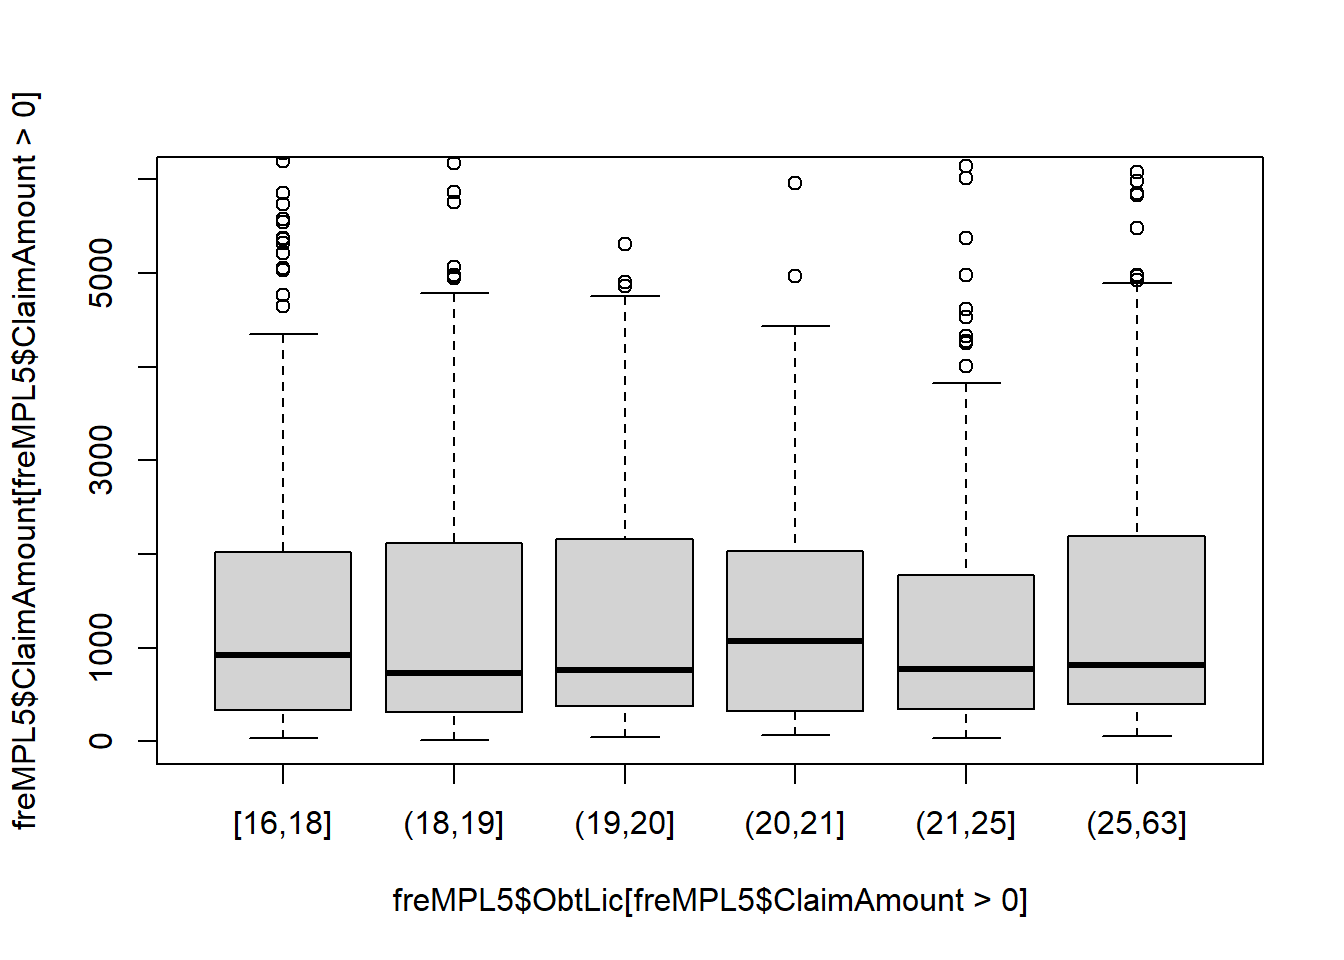 freMPL5$ClaimAmount[freMPL5$ClaimAmount > 0]
5000
3000
1000
0
[16,18] (18,19] (19,20] (20,21] (21,25] (25,63]
freMPL5$ObtLic[freMPL5$ClaimAmount > 0]